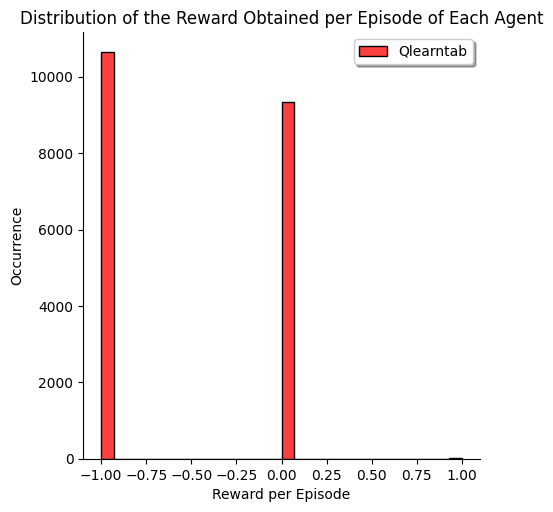 Distribution of the Reward Obtained per Episode of Each Agent
Qlearntab
10000
8000
6000
4000
2000
0
Occurrence
−1.00 −0.75 −0.50 −0.25 0.00 0.25 0.50 0.75 1.00
Reward per Episode